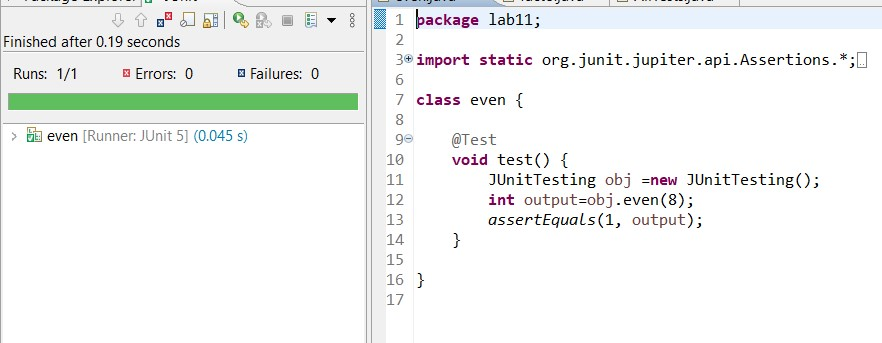 Finished after 0.19 seconds
Runs: 1/1 Errors: 0 Failures: 0
even [Runner: JUnit 5] (0.045 s)
1 package lab11;
2
3 import static org.junit.jupiter.api.Assertions.*;
6
7 class even {
8
9 @Test
10 void test() {
11 JUnitTesting obj =new JUnitTesting();
12 int output=obj.even(8);
13 assertEquals(1, output);
14 }
15
16 }
17